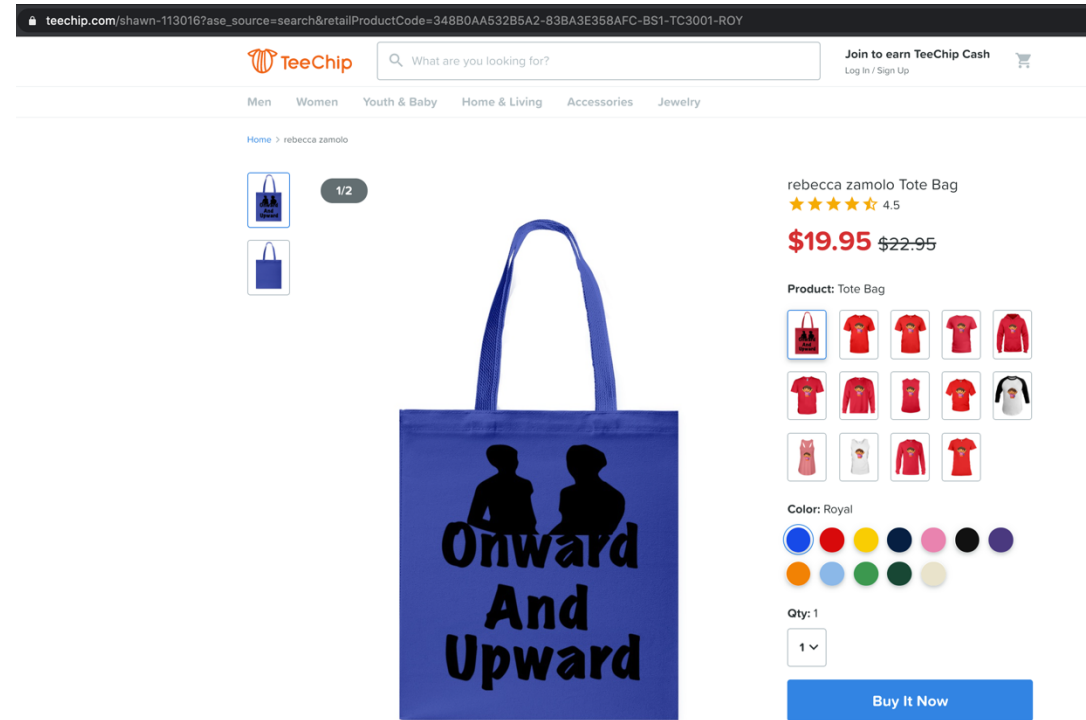 teechip.com/shawn-113016?ase_source=search&retailProductCode=348B0AA532B5A2-83BA3E358AFC-BS1-TC3001-ROY
TeeChip
What are you looking for?
Join to earn TeeChip Cash
Log In / Sign Up
Men Women Youth & Baby Home & Living Accessories Jewelry
Home > rebecca zamolo
1/2
rebecca zamolo Tote Bag
4.5
$19.95 $22.95
Product: Tote Bag
Color: Royal
Qty: 1
1
Buy It Now
Onward
And
Upward